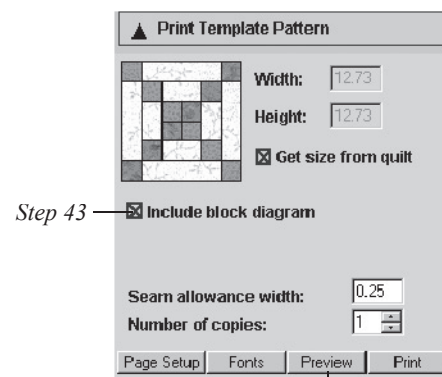 Print Template Pattern
Width: 12.73
Height: 12.73
Get size from quilt
Step 43
Include block diagram
Seam allowance width: 0.25
Number of copies: 1
Page Setup Fonts Preview Print